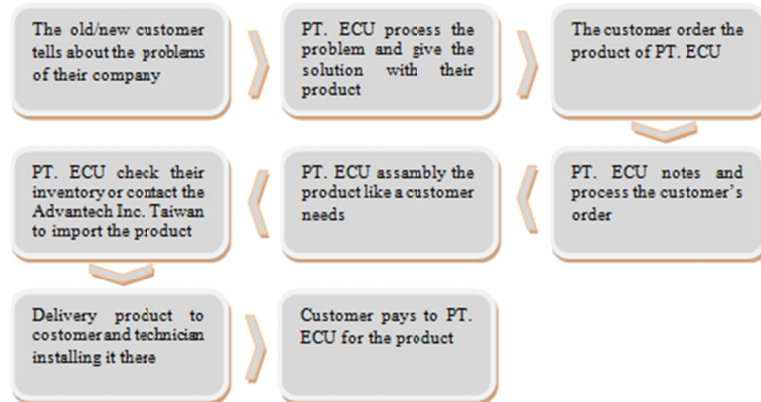 The old/new customer
tells about the problems
of their company
PT. ECU process the
problem and give the
solution with their
product
The customer order the
product of PT. ECU
PT. ECU notes and
process the customer's
order
PT. ECU assambly the
product like a customer
needs
PT. ECU check their
inventory or contact the
Advantech Inc. Taiwan
to import the product
Delivery product to
costomer and technician
installing it there
Customer pays to PT.
ECU for the product